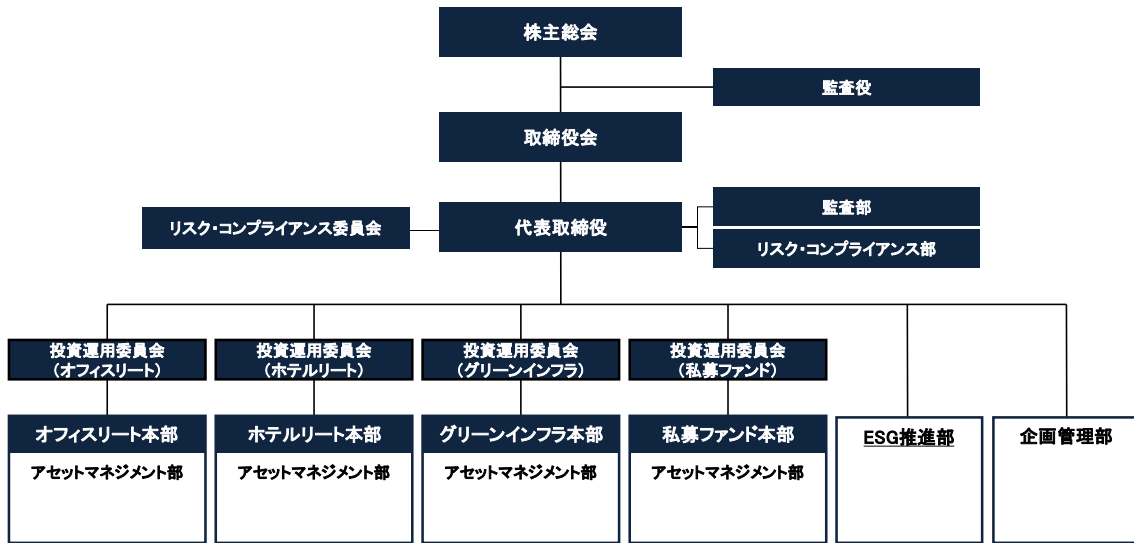 株主総会
監査役
取締役会
リスク・コンプライアンス委員会
代表取締役
監査部
リスク・コンプライアンス部
投資運用委員会
(オフィスリート)
投資運用委員会
(ホテルリート)
投資運用委員会
(グリーンインフラ)
投資運用委員会
(私募ファンド)
オフィスリート本部
アセットマネジメント部
ホテルリート本部
アセットマネジメント部
グリーンインフラ本部
アセットマネジメント部
私募ファンド本部
アセットマネジメント部
ESG推進部
企画管理部